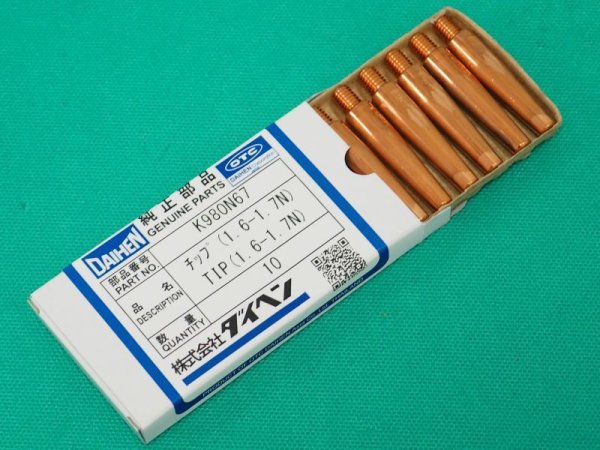 DAIHEN
純正部品
GENUINE PARTS
OTC
DAIHEN Corporation
部品番号
PART NO.
K980N67
品名
DESCRIPTION
チップ(1.6-1.7N)
TIP(1.6-1.7N)
数量
QUANTITY
10
株式会社ダイヘン